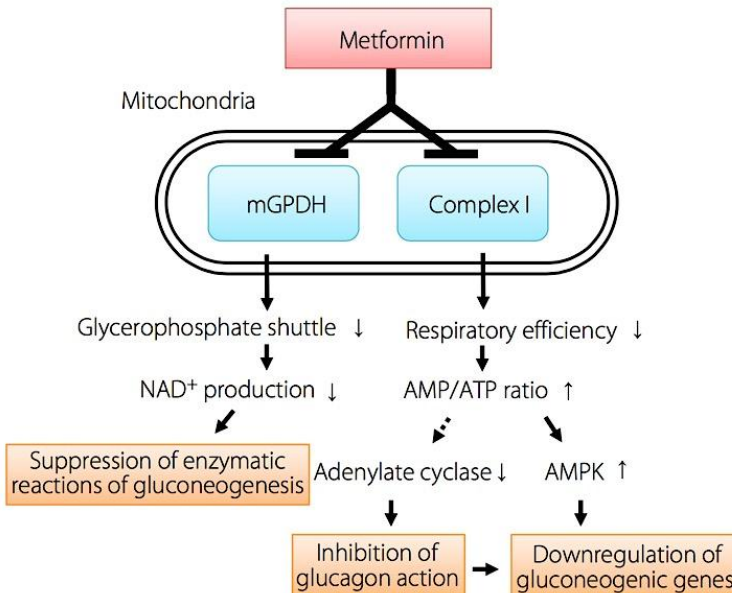 Metformin
Mitochondria
mGPDH
Complex I
Glycerophosphate shuttle ↓
Respiratory efficiency ↓
NAD⁺ production ↓
AMP/ATP ratio ↑
Suppression of enzymatic
reactions of gluconeogenesis
Adenylate cyclase ↓
AMPK ↑
Inhibition of
glucagon action
Downregulation of
gluconeogenic genes